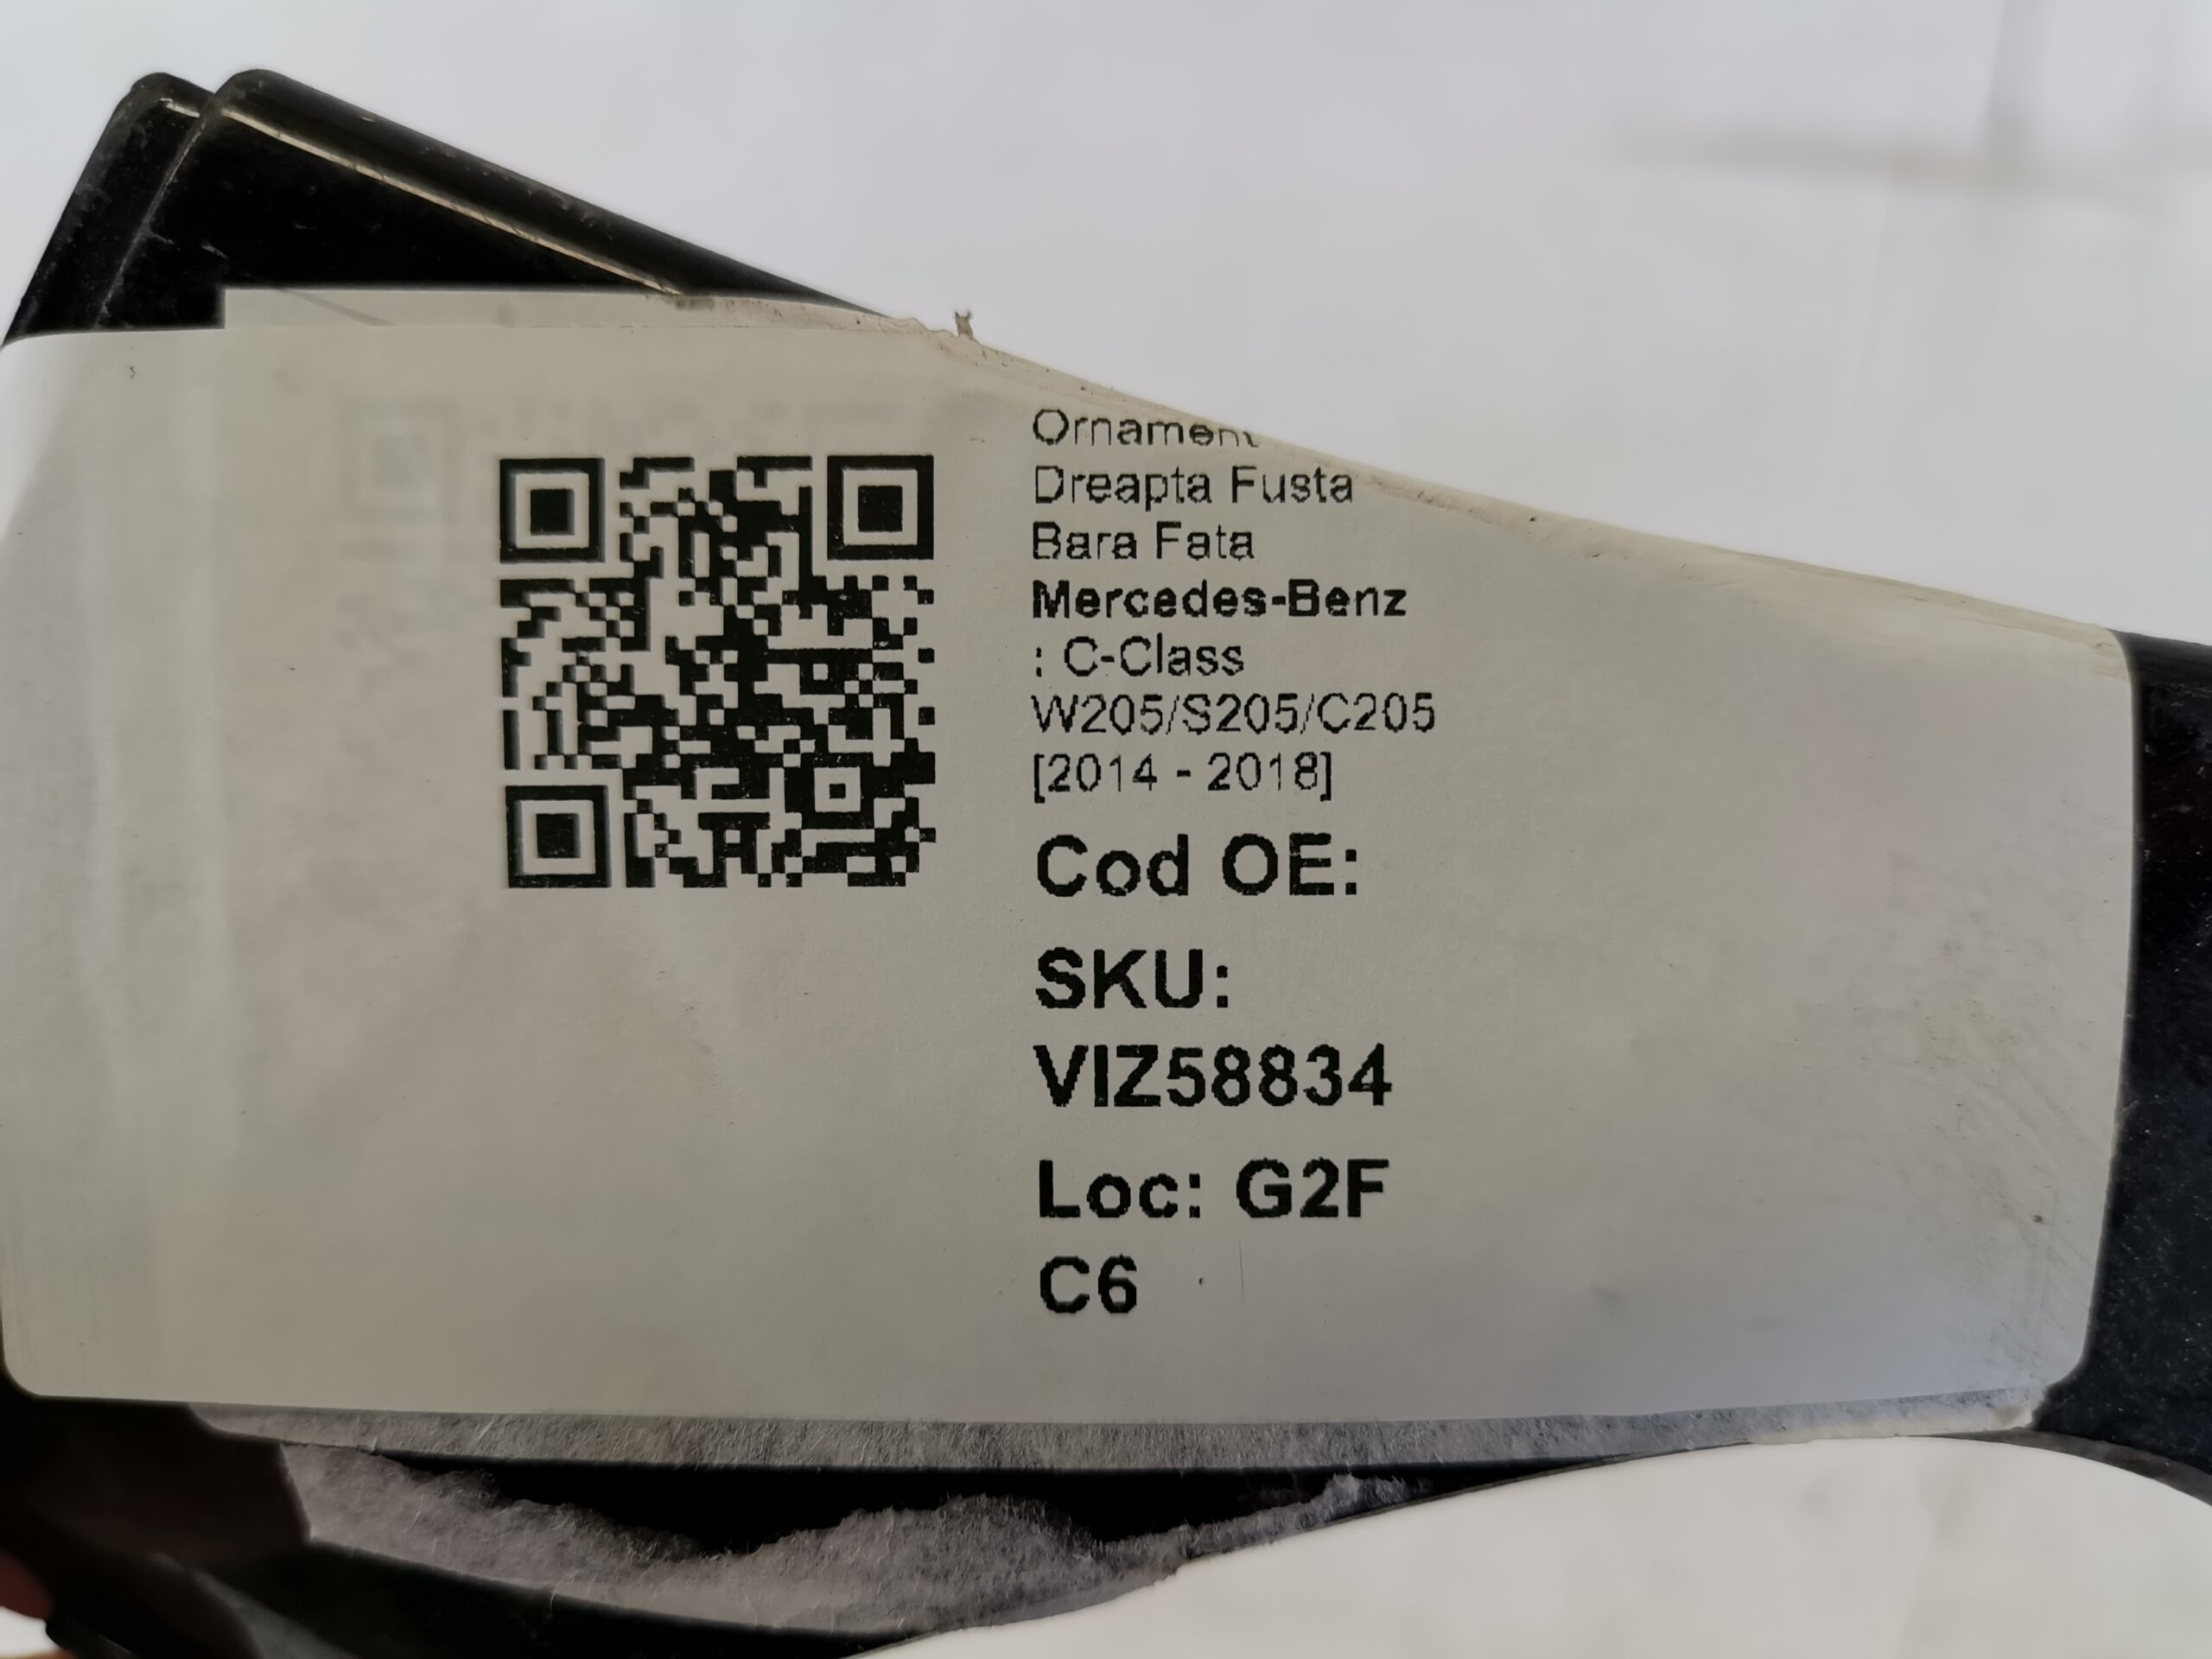 Ornament
Dreapta Fusta
Bara Fata
Mercedes-Benz
: C-Class
W205/S205/C205
[2014 - 2018]
Cod OE:
SKU:
VIZ58834
Loc: G2F
C6